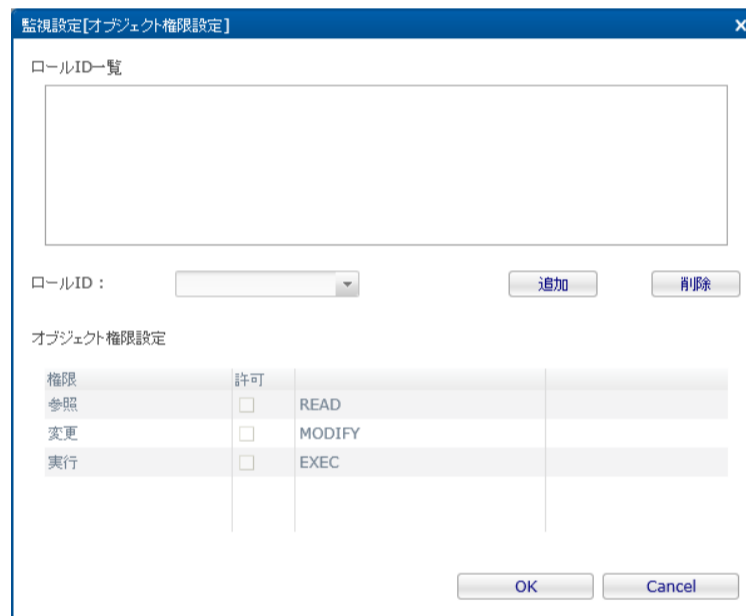 監視設定[オブジェクト権限設定]
ロールID一覧
ロールID： 追加 削除
オブジェクト権限設定
権限 許可
参照 READ
変更 MODIFY
実行 EXEC
OK Cancel